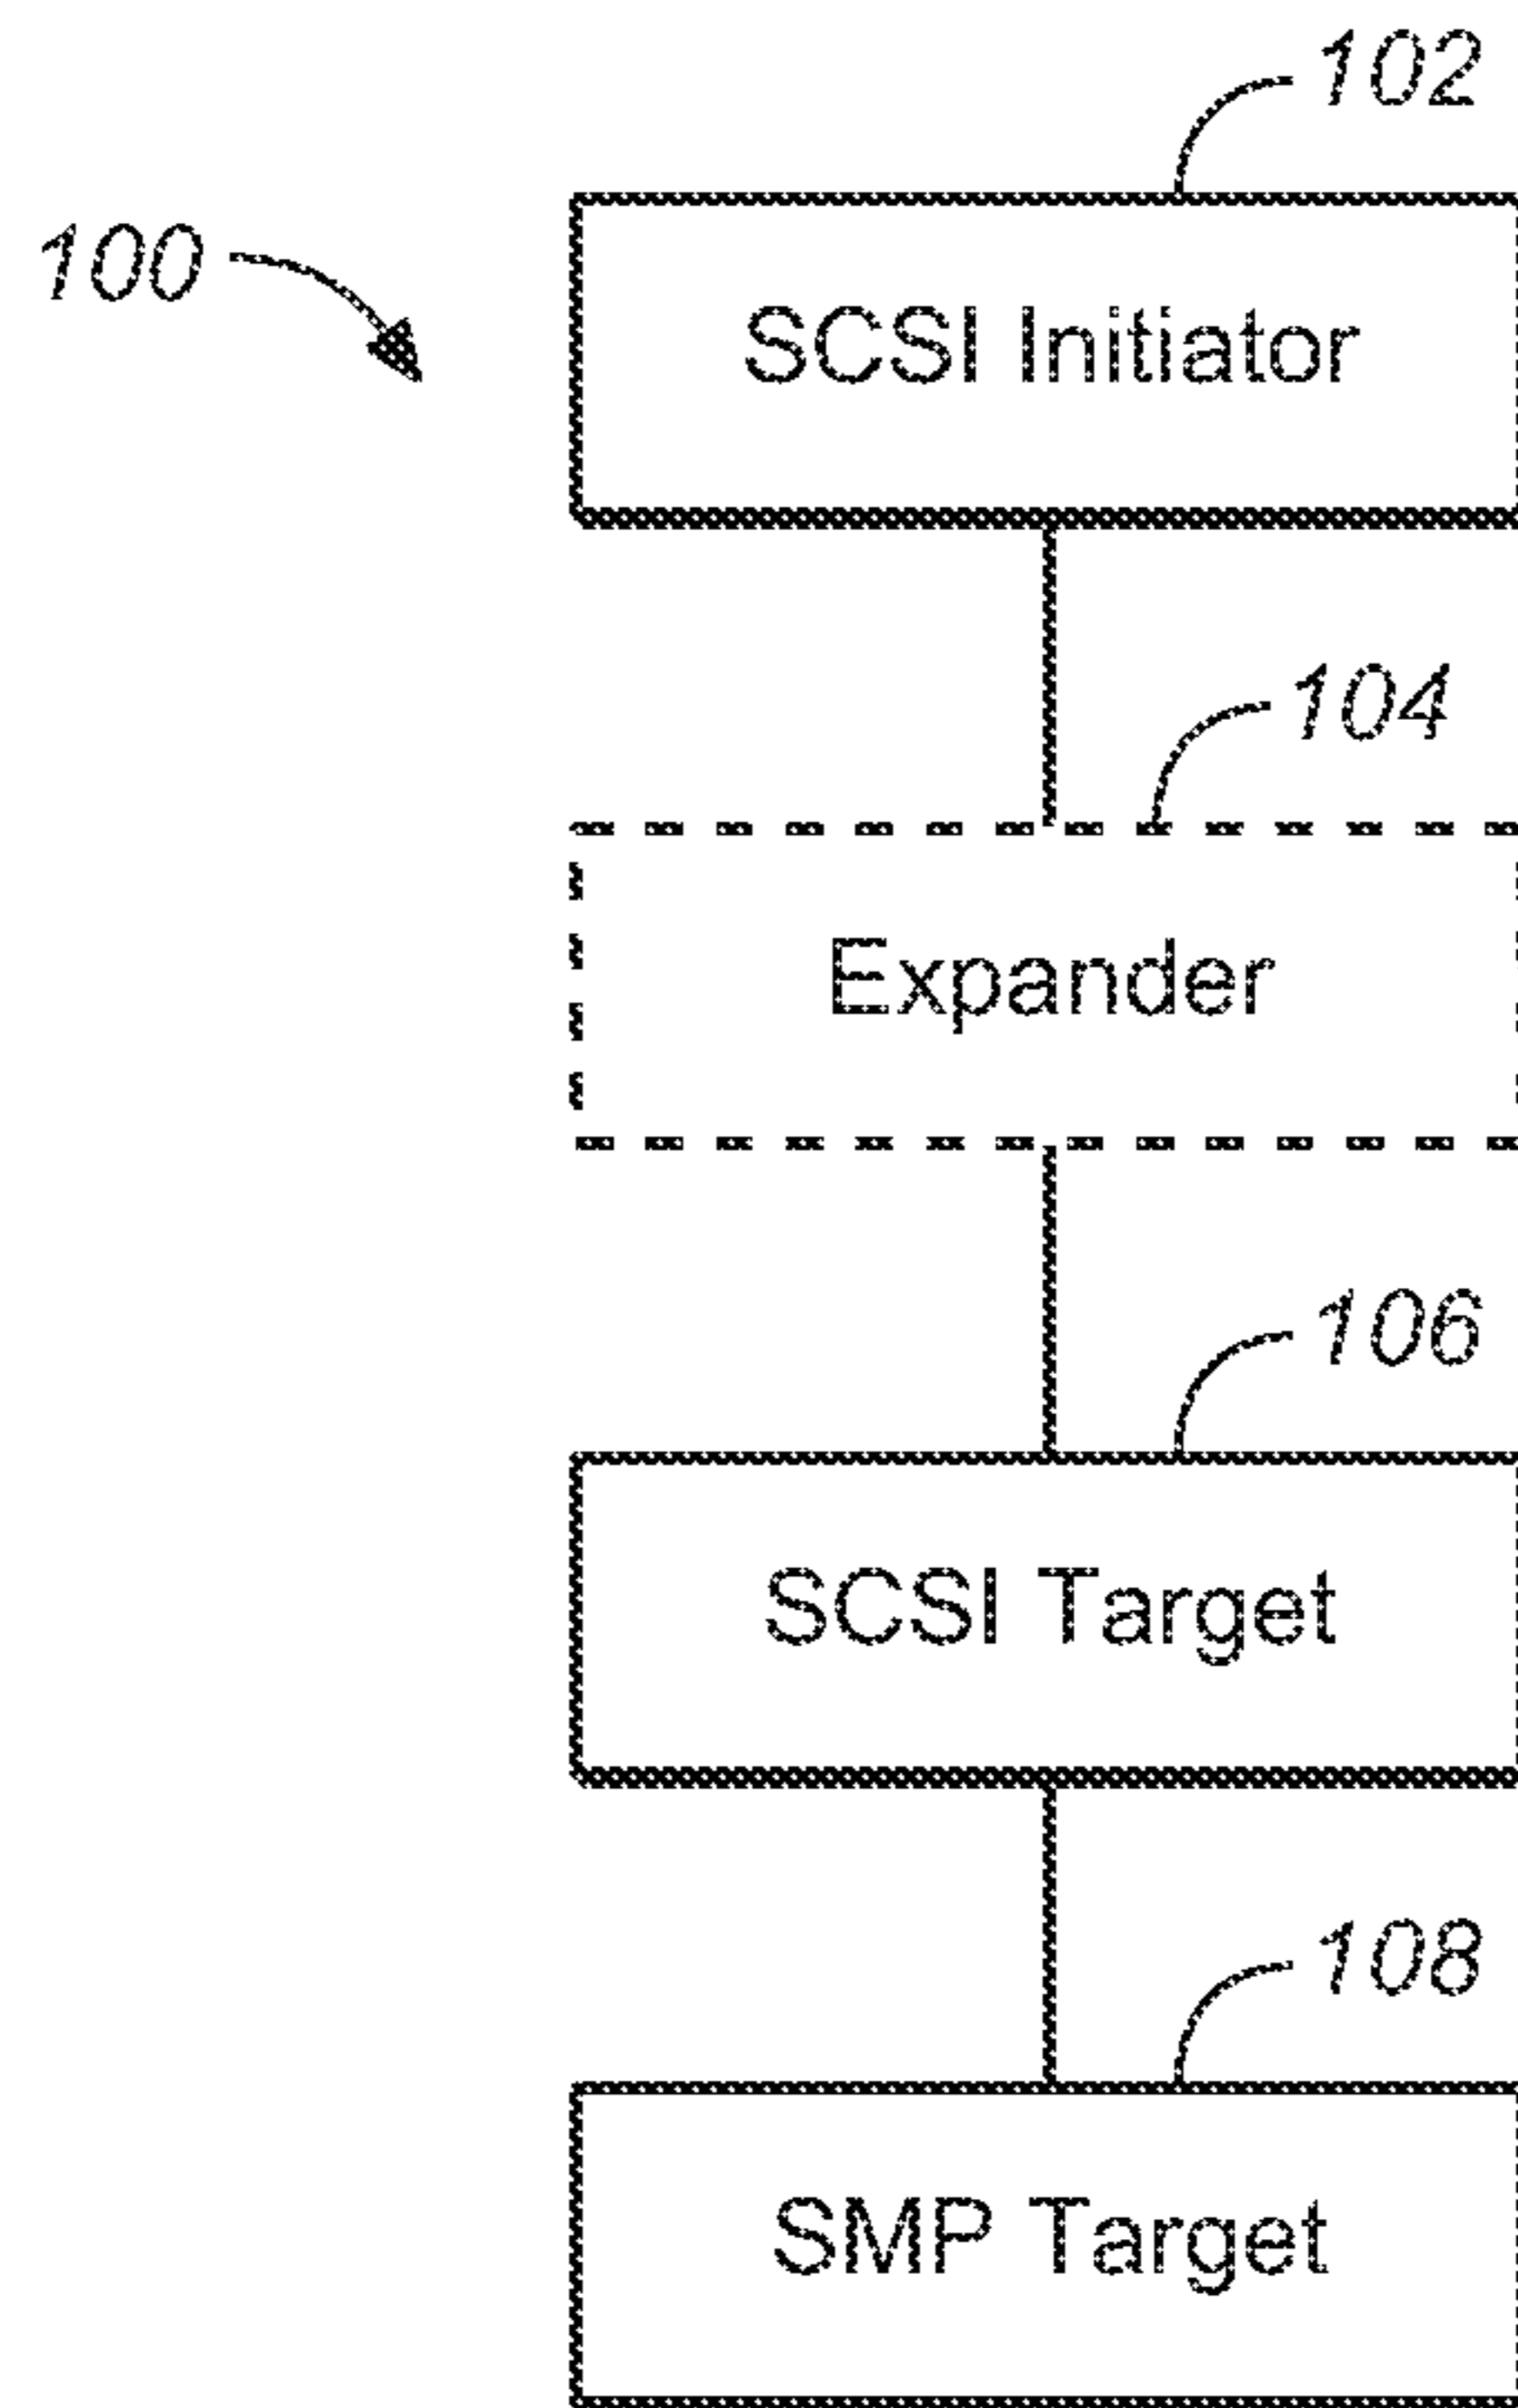 102
100
SCSI Initiator
104
Expander
106
SCSI Target
108
SMP Target